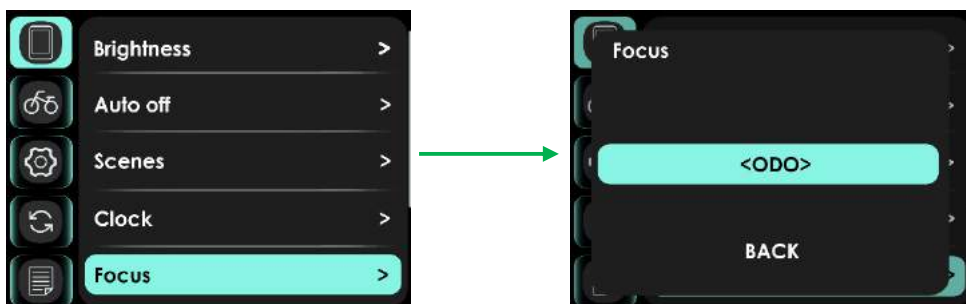 Brightness >
Auto off >
Scenes >
Clock >
Focus >
Focus
<ODO>
BACK